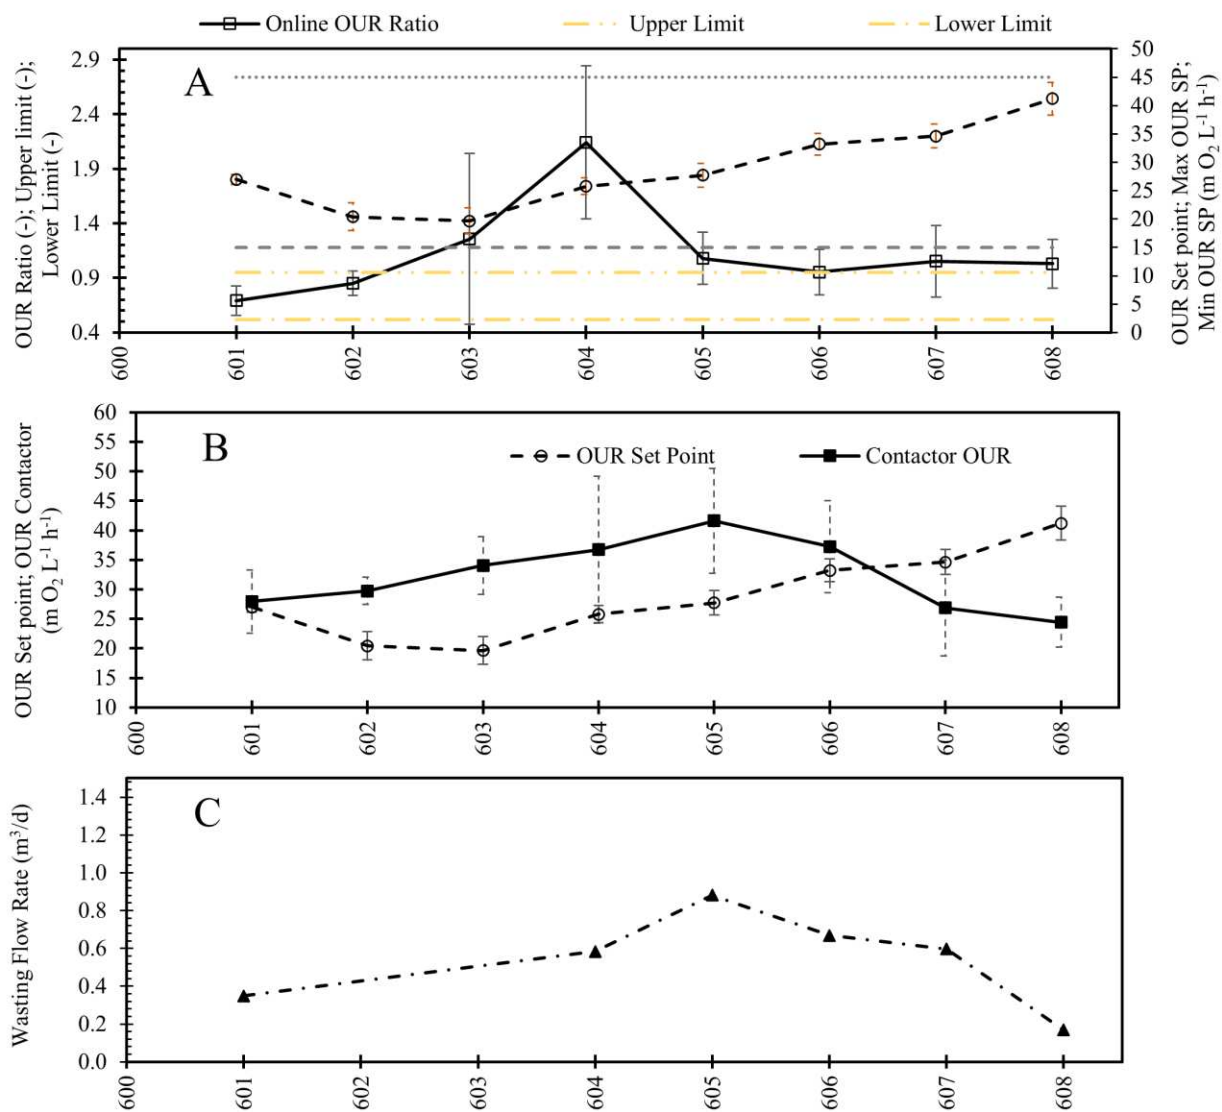 Online OUR Ratio Upper Limit Lower Limit
A
OUR Ratio (-); Upper limit (-);
Lower Limit (-)
2.9
2.4
1.9
1.4
0.9
0.4
50
45
40
35
30
25
20
15
10
5
0
OUR Set point; Max OUR SP;
Min OUR SP (m O₂ L⁻¹ h⁻¹)
600 601 602 603 604 605 606 607 608
B
OUR Set Point Contactor OUR
OUR Set point; OUR Contactor
(m O₂ L⁻¹ h⁻¹)
60
55
50
45
40
35
30
25
20
15
10
600 601 602 603 604 605 606 607 608
C
Wasting Flow Rate (m³/d)
1.4
1.2
1.0
0.8
0.6
0.4
0.2
0.0
600 601 602 603 604 605 606 607 608